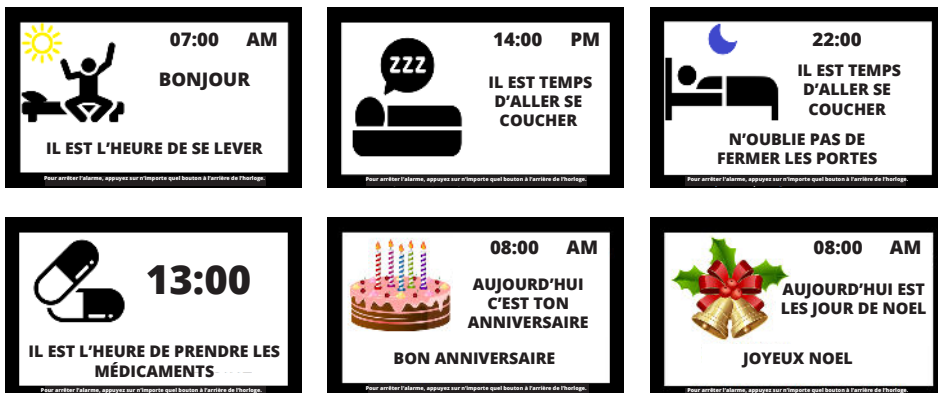 07:00 AM
BONJOUR
IL EST L’HEURE DE SE LEVER
Pour arrêter l’alarme, appuyez sur n’importe quel bouton à l’arrière de l’horloge.
ZZZ
14:00 PM
IL EST TEMPS
D’ALLER SE
COUCHER
Pour arrêter l’alarme, appuyez sur n’importe quel bouton à l’arrière de l’horloge.
22:00
IL EST TEMPS
D’ALLER SE
COUCHER
N’OUBLIE PAS DE
FERMER LES PORTES
Pour arrêter l’alarme, appuyez sur n’importe quel bouton à l’arrière de l’horloge.
13:00
IL EST L’HEURE DE PRENDRE LES
MÉDICAMENTS
Pour arrêter l’alarme, appuyez sur n’importe quel bouton à l’arrière de l’horloge.
08:00 AM
AUJOURD’HUI
C’EST TON
ANNIVERSAIRE
BON ANNIVERSAIRE
Pour arrêter l’alarme, appuyez sur n’importe quel bouton à l’arrière de l’horloge.
08:00 AM
AUJOURD’HUI EST
LES JOUR DE NOEL
JOYEUX NOEL
Pour arrêter l’alarme, appuyez sur n’importe quel bouton à l’arrière de l’horloge.